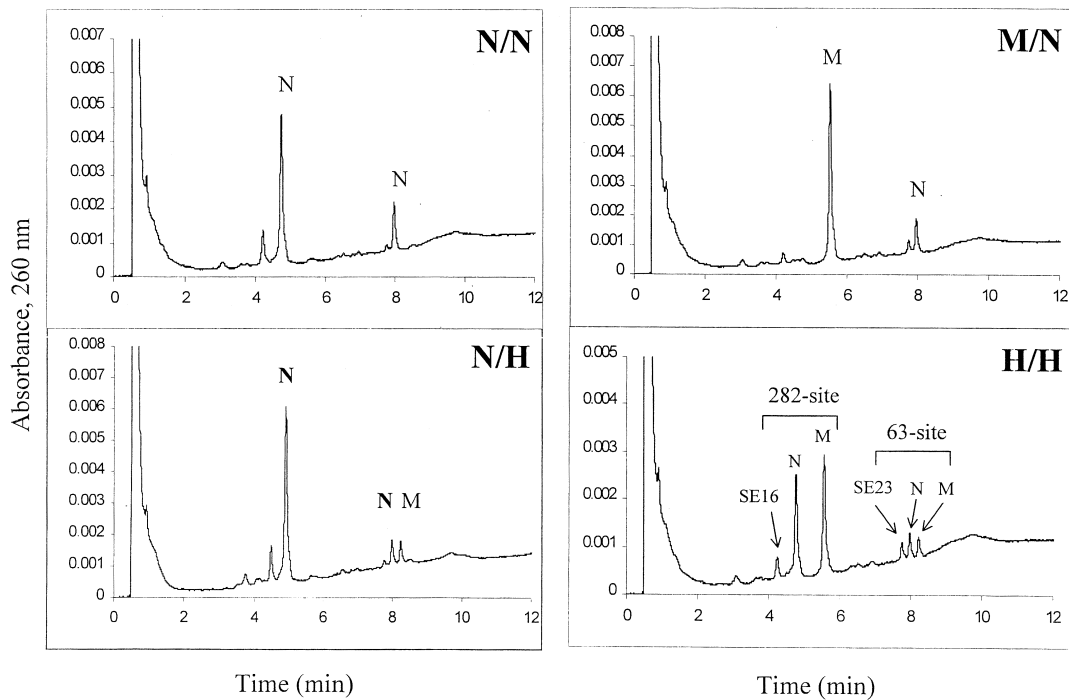 Absorbance, 260 nm
N/N
0.007
0.006
0.005
0.004
0.003
0.002
0.001
0
N
N
0 2 4 6 8 10 12
M/N
0.008
0.007
0.006
0.005
0.004
0.003
0.002
0.001
0
M
N
0 2 4 6 8 10 12
N/H
0.008
0.007
0.006
0.005
0.004
0.003
0.002
0.001
0
N
N M
0 2 4 6 8 10 12
Time (min)
H/H
0.005
0.004
0.003
0.002
0.001
0
282-site
63-site
M
N
SE16
SE23 N M
0 2 4 6 8 10 12
Time (min)